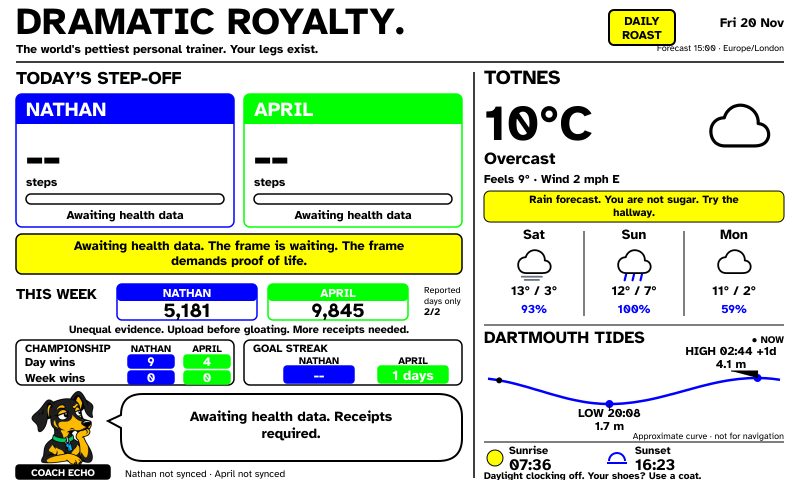 DRAMATIC ROYALTY.
The world's pettiest personal trainer. Your legs exist.
DAILY
ROAST
Fri 20 Nov
Forecast 15:00 · Europe/London
TODAY'S STEP-OFF
NATHAN
--
steps
Awaiting health data
APRIL
--
steps
Awaiting health data
Awaiting health data. The frame is waiting. The frame
demands proof of life.
THIS WEEK
NATHAN
5,181
APRIL
9,845
Reported
days only
2/2
Unequal evidence. Upload before gloating. More receipts needed.
CHAMPIONSHIP NATHAN APRIL
Day wins 9 4
Week wins 0 0
GOAL STREAK
NATHAN APRIL
-- 1 days
Awaiting health data. Receipts
required.
COACH ECHO
Nathan not synced · April not synced
TOTNES
10°C
Overcast
Feels 9° · Wind 2 mph E
Rain forecast. You are not sugar. Try the
hallway.
Sat Sun Mon
13° / 3° 12° / 7° 11° / 2°
93% 100% 59%
DARTMOUTH TIDES
• NOW
HIGH 02:44 +1d
4.1 m
LOW 20:08
1.7 m
Approximate curve · not for navigation
Sunrise
07:36
Sunset
16:23
Daylight clocking off. Your shoes? Use a coat.